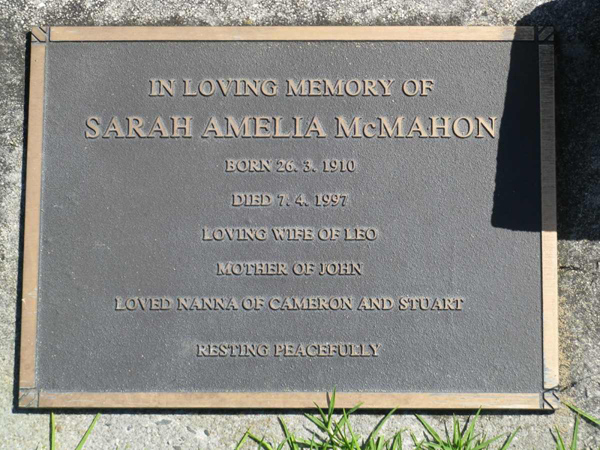 IN LOVING MEMORY OF
SARAH AMELIA McMAHON
BORN 26. 3. 1910
DIED 7. 4. 1997
LOVING WIFE OF LEO
MOTHER OF JOHN
LOVED NANNA OF CAMERON AND STUART
RESTING PEACEFULLY